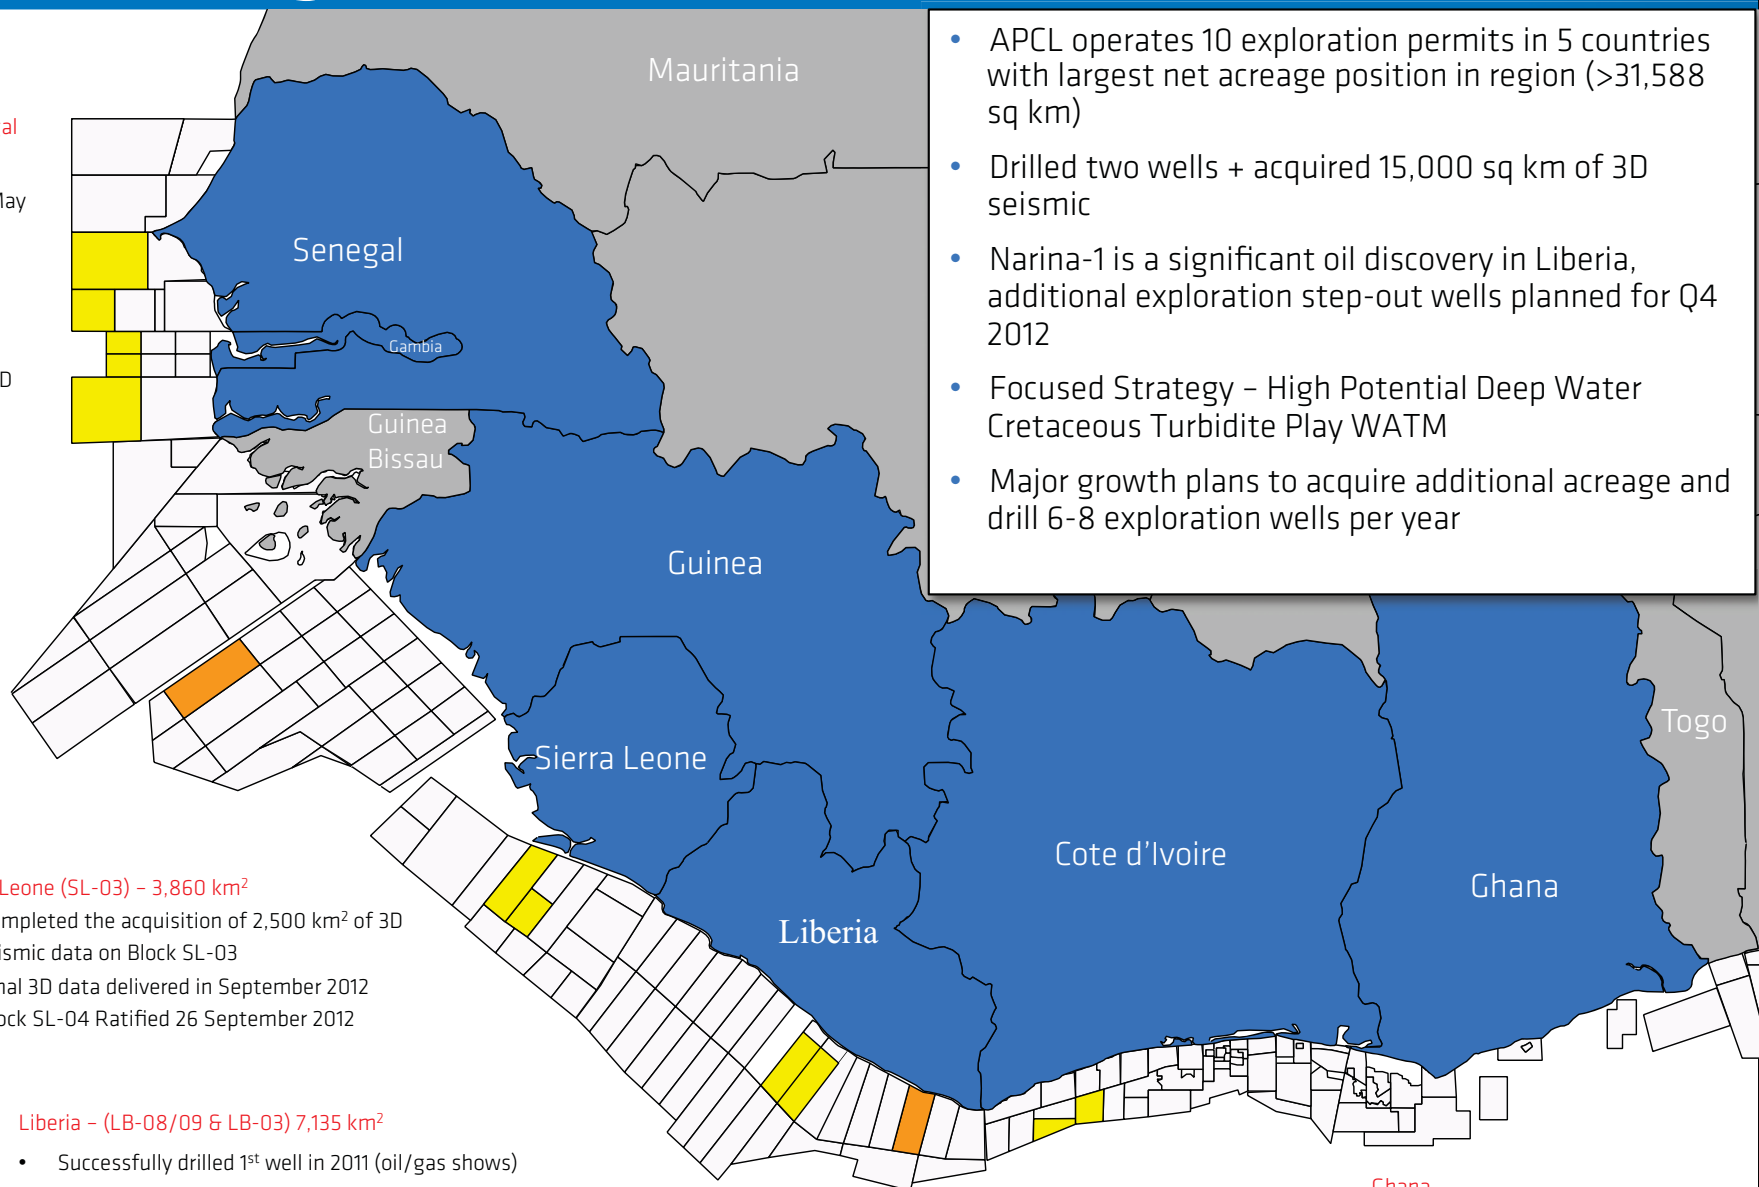 • APCL operates 10 exploration permits in 5 countries
with largest net acreage position in region (>31,588
sq km)
• Drilled two wells + acquired 15,000 sq km of 3D
seismic
• Narina-1 is a significant oil discovery in Liberia,
additional exploration step-out wells planned for Q4
2012
• Focused Strategy – High Potential Deep Water
Cretaceous Turbidite Play WATM
• Major growth plans to acquire additional acreage and
drill 6-8 exploration wells per year
Mauritania
al
May
Senegal
Gambia
D
Guinea
Bissau
Guinea
Togo
Sierra Leone
Cote d'Ivoire
Ghana
Liberia
Leone (SL-03) – 3,860 km²
mpleted the acquisition of 2,500 km² of 3D
ismic data on Block SL-03
nal 3D data delivered in September 2012
ock SL-04 Ratified 26 September 2012
Liberia – (LB-08/09 & LB-03) 7,135 km²
• Successfully drilled 1st well in 2011 (oil/gas shows)
Ghana